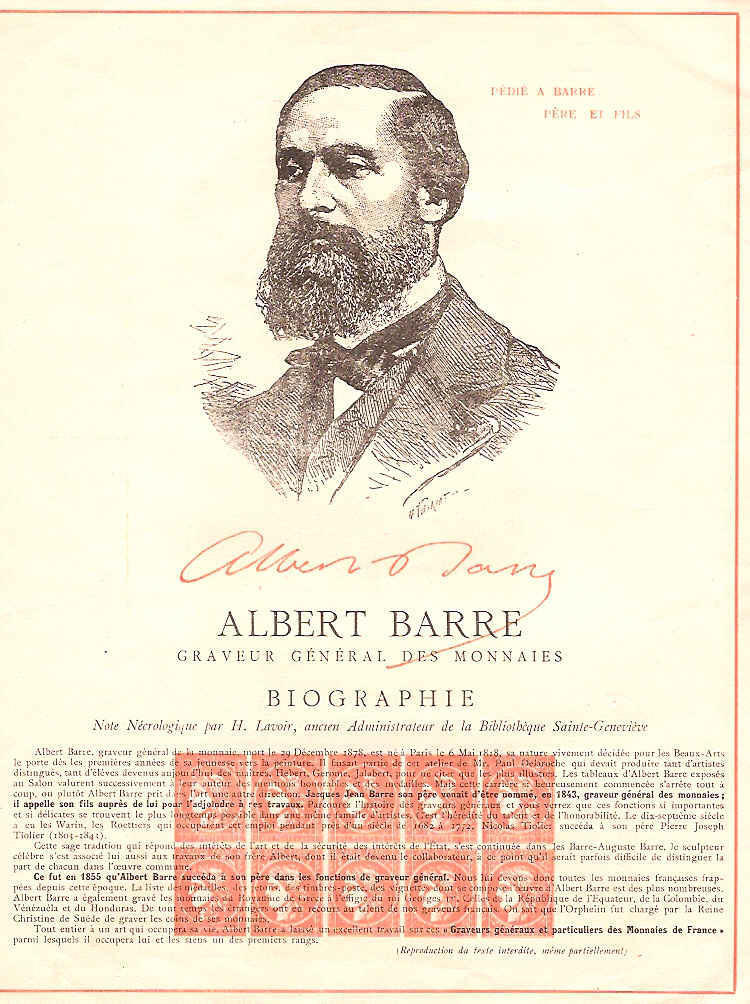 DÉDIÉ A BARRE
PÈRE ET FILS
Albert Barre
ALBERT BARRE
GRAVEUR GÉNÉRAL DES MONNAIES
BIOGRAPHIE
Note Nécrologique par H. Lavoir, ancien Administrateur de la Bibliothèque Sainte-Geneviève
Albert Barre, graveur général de la monnaie, mort le 29 Décembre 1878, est né à Paris le 6 Mai 1818, sa nature vivement décidée pour les Beaux-Arts
le porte dès les premières années de sa jeunesse vers la peinture. Il faisait partie de cet atelier de Mr. Paul Delaroche qui devait produire tant d'artistes
distingués, tant d'élèves devenus aujourd'hui des maîtres, Hébert, Gerome, Jalabert, pour ne citer que les plus illustres. Les tableaux d'Albert Barre exposés
au Salon valurent successivement à leur auteur des mentions honorables et des médailles. Mais cette carrière si heureusement commencée s'arrête tout à
coup, ou plutôt Albert Barre prit dans l'art une autre direction. Jacques Jean Barre son père venait d'être nommé, en 1843, graveur général des monnaies ;
il appelle son fils auprès de lui pour l'adjoindre à ses travaux. Parcourez l'histoire des graveurs généraux et vous verrez que ces fonctions si importantes
et si délicates se trouvent le plus longtemps possible dans la même famille d'artistes. C'est l'hérédité du talent et de l'honorabilité. Le dix-septième siècle
a eu les Warin, les Roettiers qui occupaient cet emploi pendant près d'un siècle de 1682 à 1772. Nicolas Tiolier succéda à son père Pierre Joseph
Tiolier (1803-1842).
Cette sage tradition qui répond des intérêts de l'art et de la sécurité des intérêts de l'état, s'est continuée dans les Barre-Auguste Barre, le sculpteur
célèbre s'est associé lui aussi aux travaux de son frère Albert, dont il était devenu le collaborateur, à ce point qu'il serait parfois difficile de distinguer la
part de chacun dans l'œuvre commune.
Ce fut en 1855 qu'Albert Barre succéda à son père dans les fonctions de graveur général. Nous lui devons donc toutes les monnaies françaises frap-
pées depuis cette époque. La liste des médailles, des jetons, des timbres-poste, des vignettes qui compose l'œuvre d'Albert Barre est des plus nombreuses.
Albert Barre a également gravé les monnaies du Royaume de Grèce à l'effigie du roi Georges 1er, Celles de la République de l'Equateur, de la Colombie, du
Vénézuéla et du Honduras. De tout temps les étrangers ont eu recours au talent de nos graveurs français. On sait que l'Orphelin fut chargé par la Reine
Christine de Suède de graver les coins de ses monnaies.
Tout entier à un art qui occupera sa vie, Albert Barre a laissé un excellent travail sur ces « Graveurs généraux et particuliers des Monnaies de France »
parmi lesquels il occupera lui et les siens un des premiers rangs.
(Reproduction du texte interdite, même partiellement)